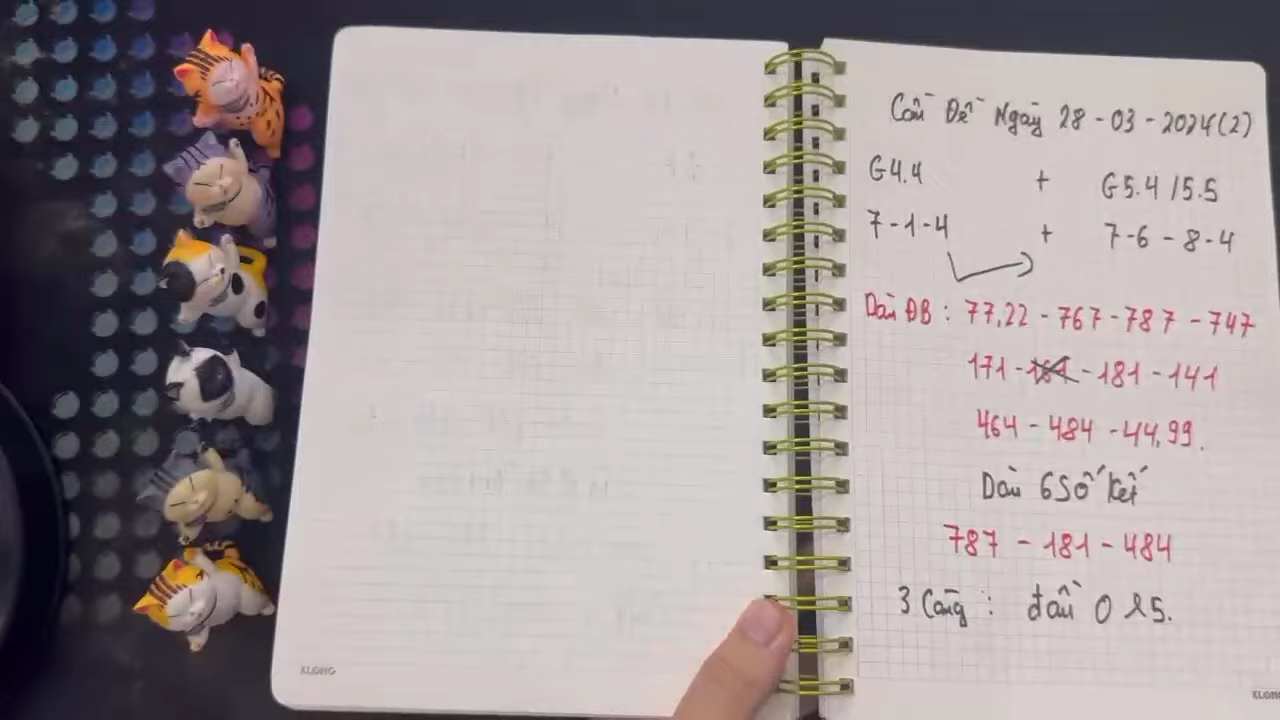 Cầu Đề Ngày 28-03-2024(2)
G4.4 + G5.4/5.5
7-1-4 + 7-6-8-4
Dàn ĐB: 77,22-767-787-747
171-161-181-141
464-484-44,99.
Dàn 6 Số Kết
787-181-484
3 Càng: đầu 0 & 5.
KLONG
KLONG